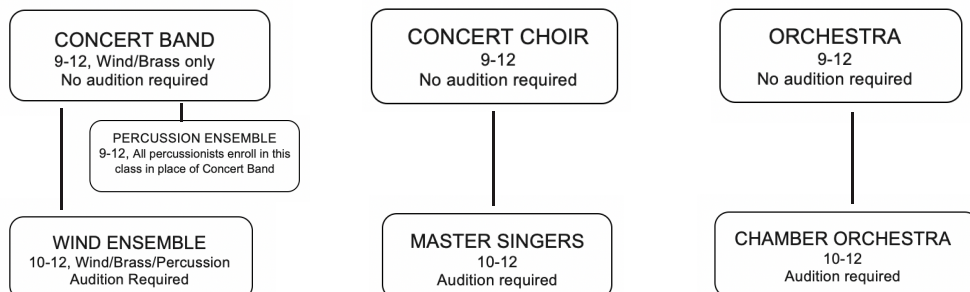 CONCERT BAND
9-12, Wind/Brass only
No audition required
PERCUSSION ENSEMBLE
9-12, All percussionists enroll in this
class in place of Concert Band
WIND ENSEMBLE
10-12, Wind/Brass/Percussion
Audition Required
CONCERT CHOIR
9-12
No audition required
MASTER SINGERS
10-12
Audition required
ORCHESTRA
9-12
No audition required
CHAMBER ORCHESTRA
10-12
Audition required